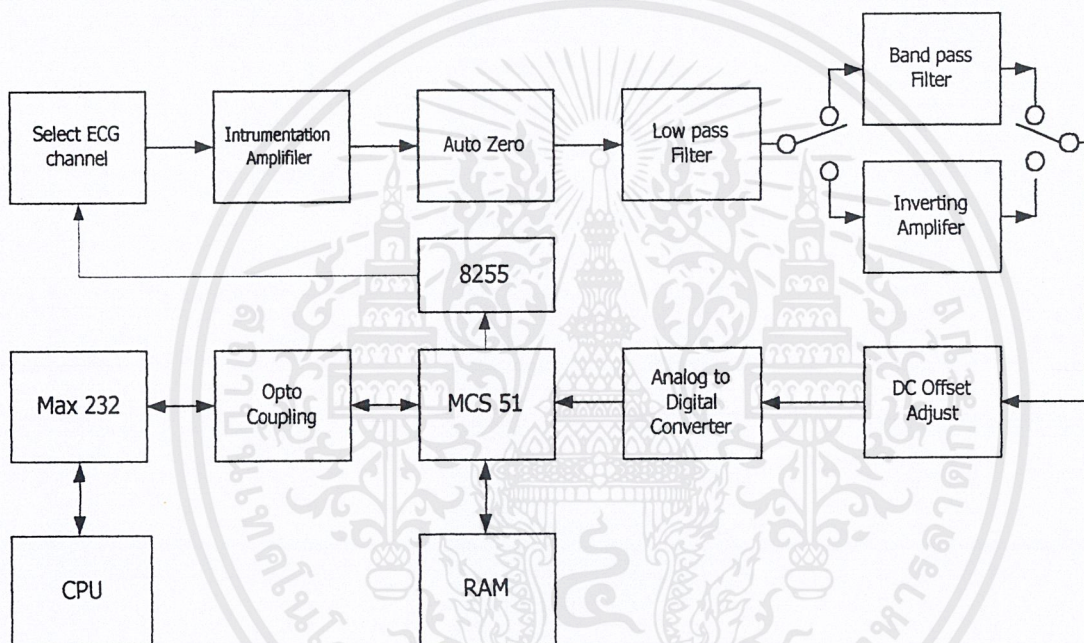 Band pass
Filter
Select ECG
channel
Intrumentation
Amplifiler
Auto Zero
Low pass
Filter
Inverting
Amplifer
8255
Max 232
Opto
Coupling
MCS 51
Analog to
Digital
Converter
DC Offset
Adjust
CPU
RAM